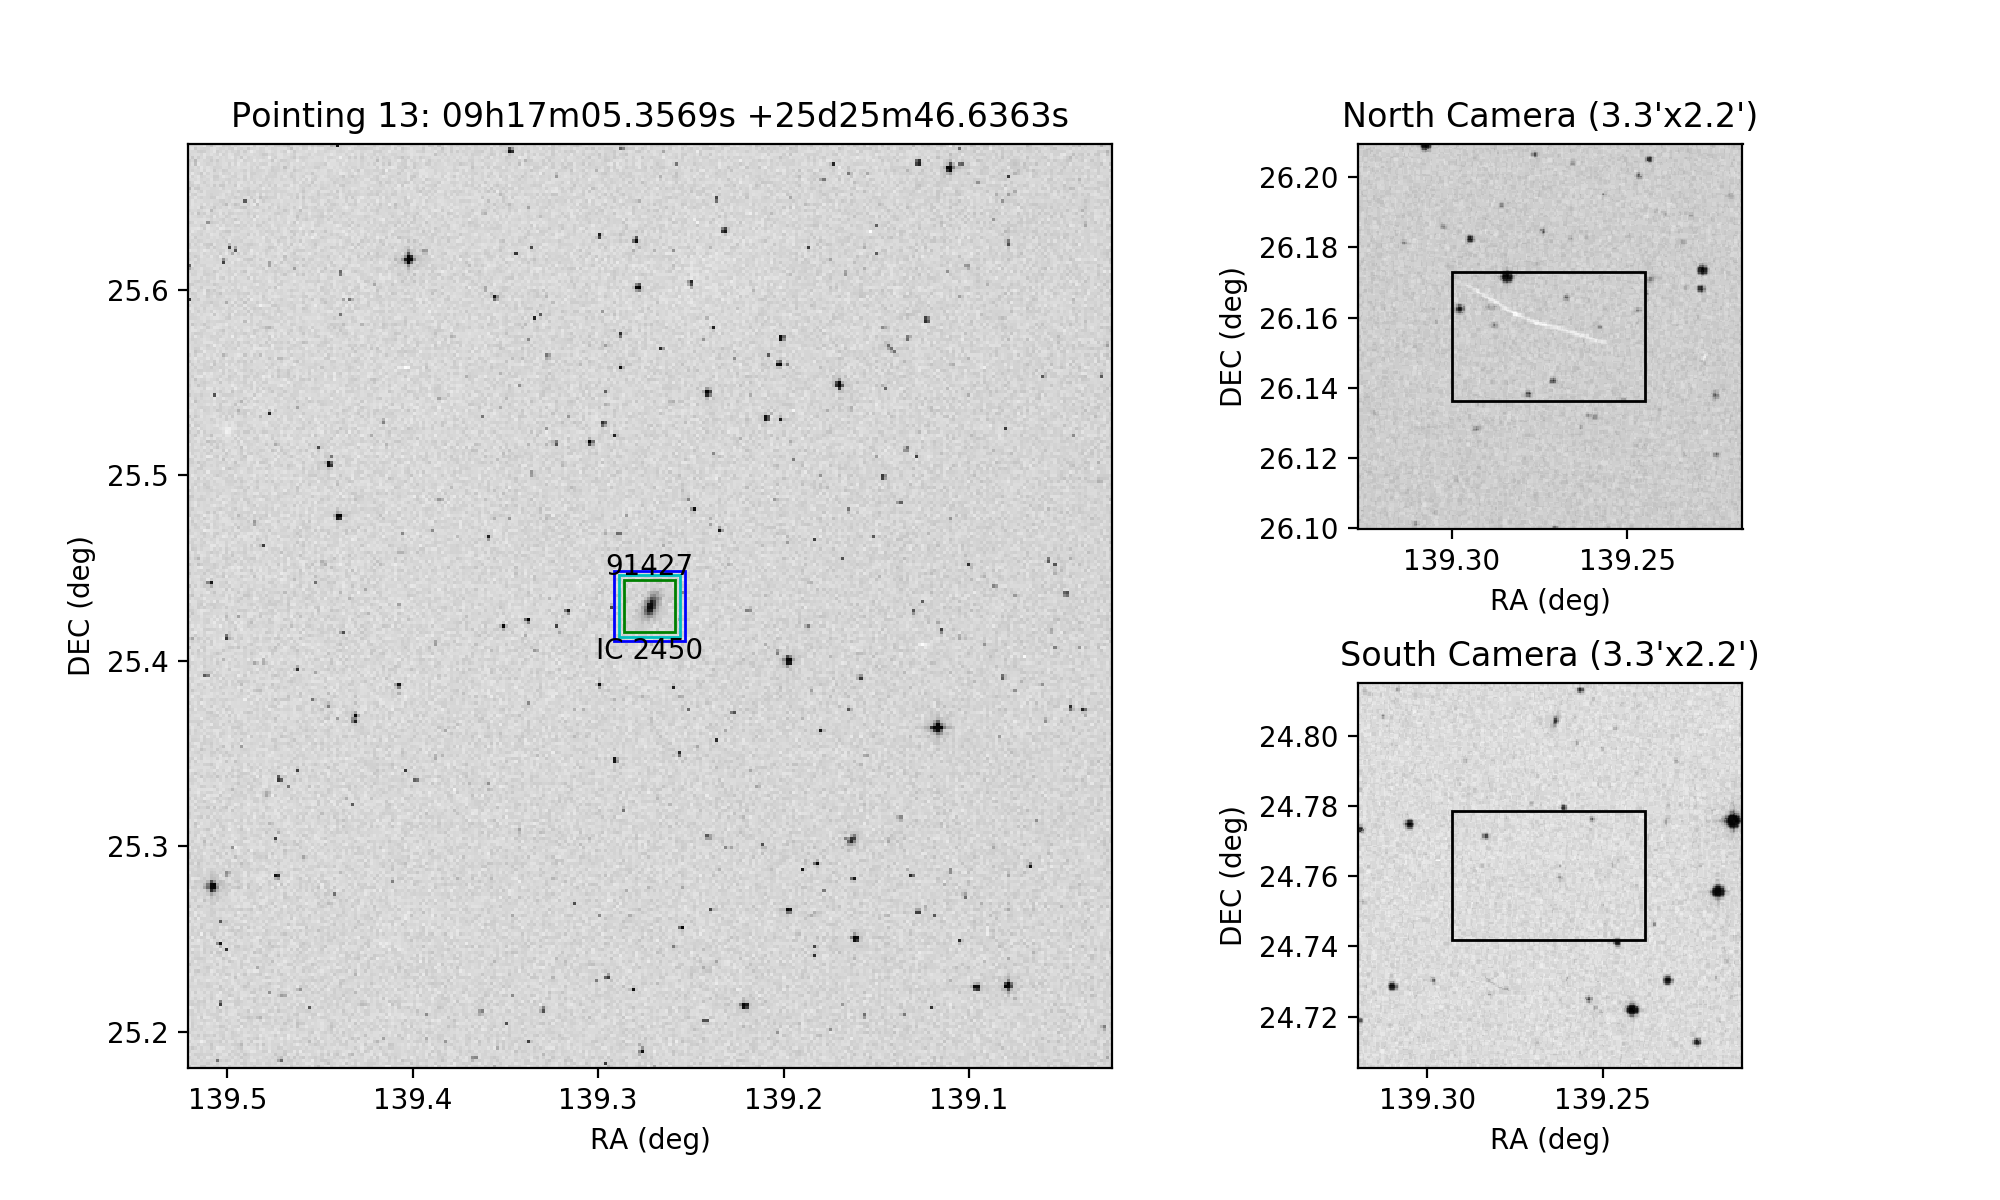 Pointing 13: 09h17m05.3569s +25d25m46.6363s
25.6
25.5
25.4
25.3
25.2
DEC (deg)
91427
IC 2450
139.5 139.4 139.3 139.2 139.1
RA (deg)
North Camera (3.3'x2.2')
26.20
26.18
26.16
26.14
26.12
26.10
DEC (deg)
139.30 139.25
RA (deg)
South Camera (3.3'x2.2')
24.80
24.78
24.76
24.74
24.72
DEC (deg)
139.30 139.25
RA (deg)